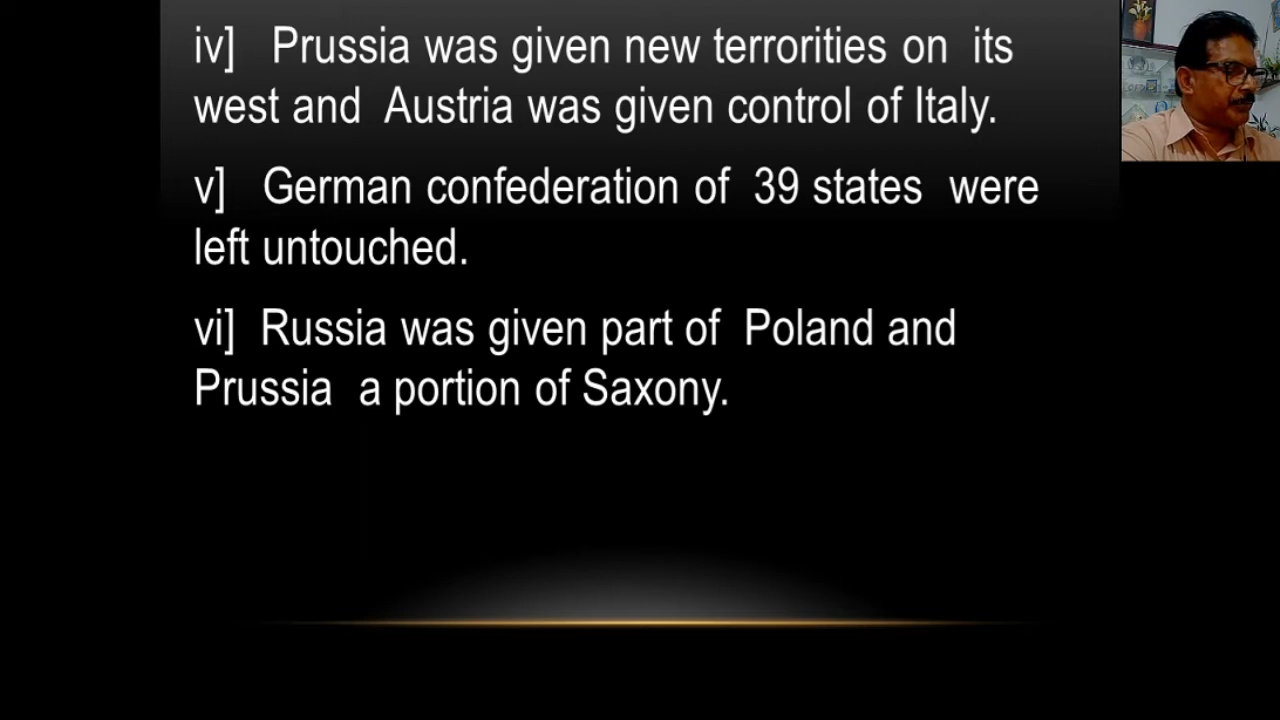 iv] Prussia was given new terrorities on its
west and Austria was given control of Italy.
v] German confederation of 39 states were
left untouched.
vi] Russia was given part of Poland and
Prussia a portion of Saxony.